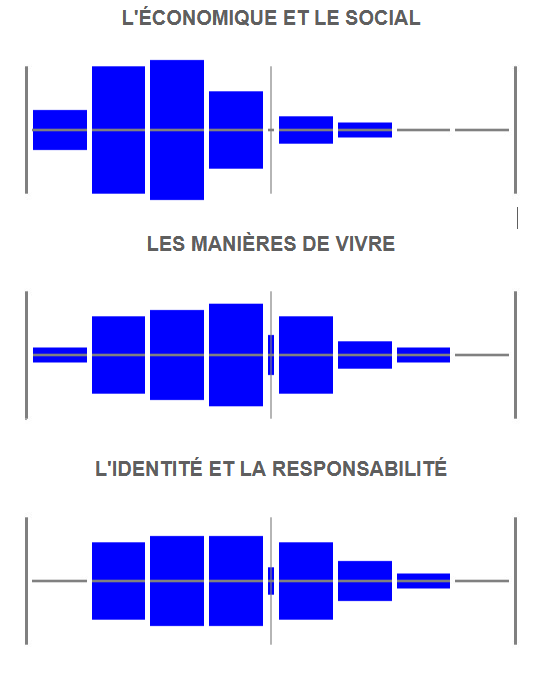 L'ÉCONOMIQUE ET LE SOCIAL
LES MANIÈRES DE VIVRE
L'IDENTITÉ ET LA RESPONSABILITÉ